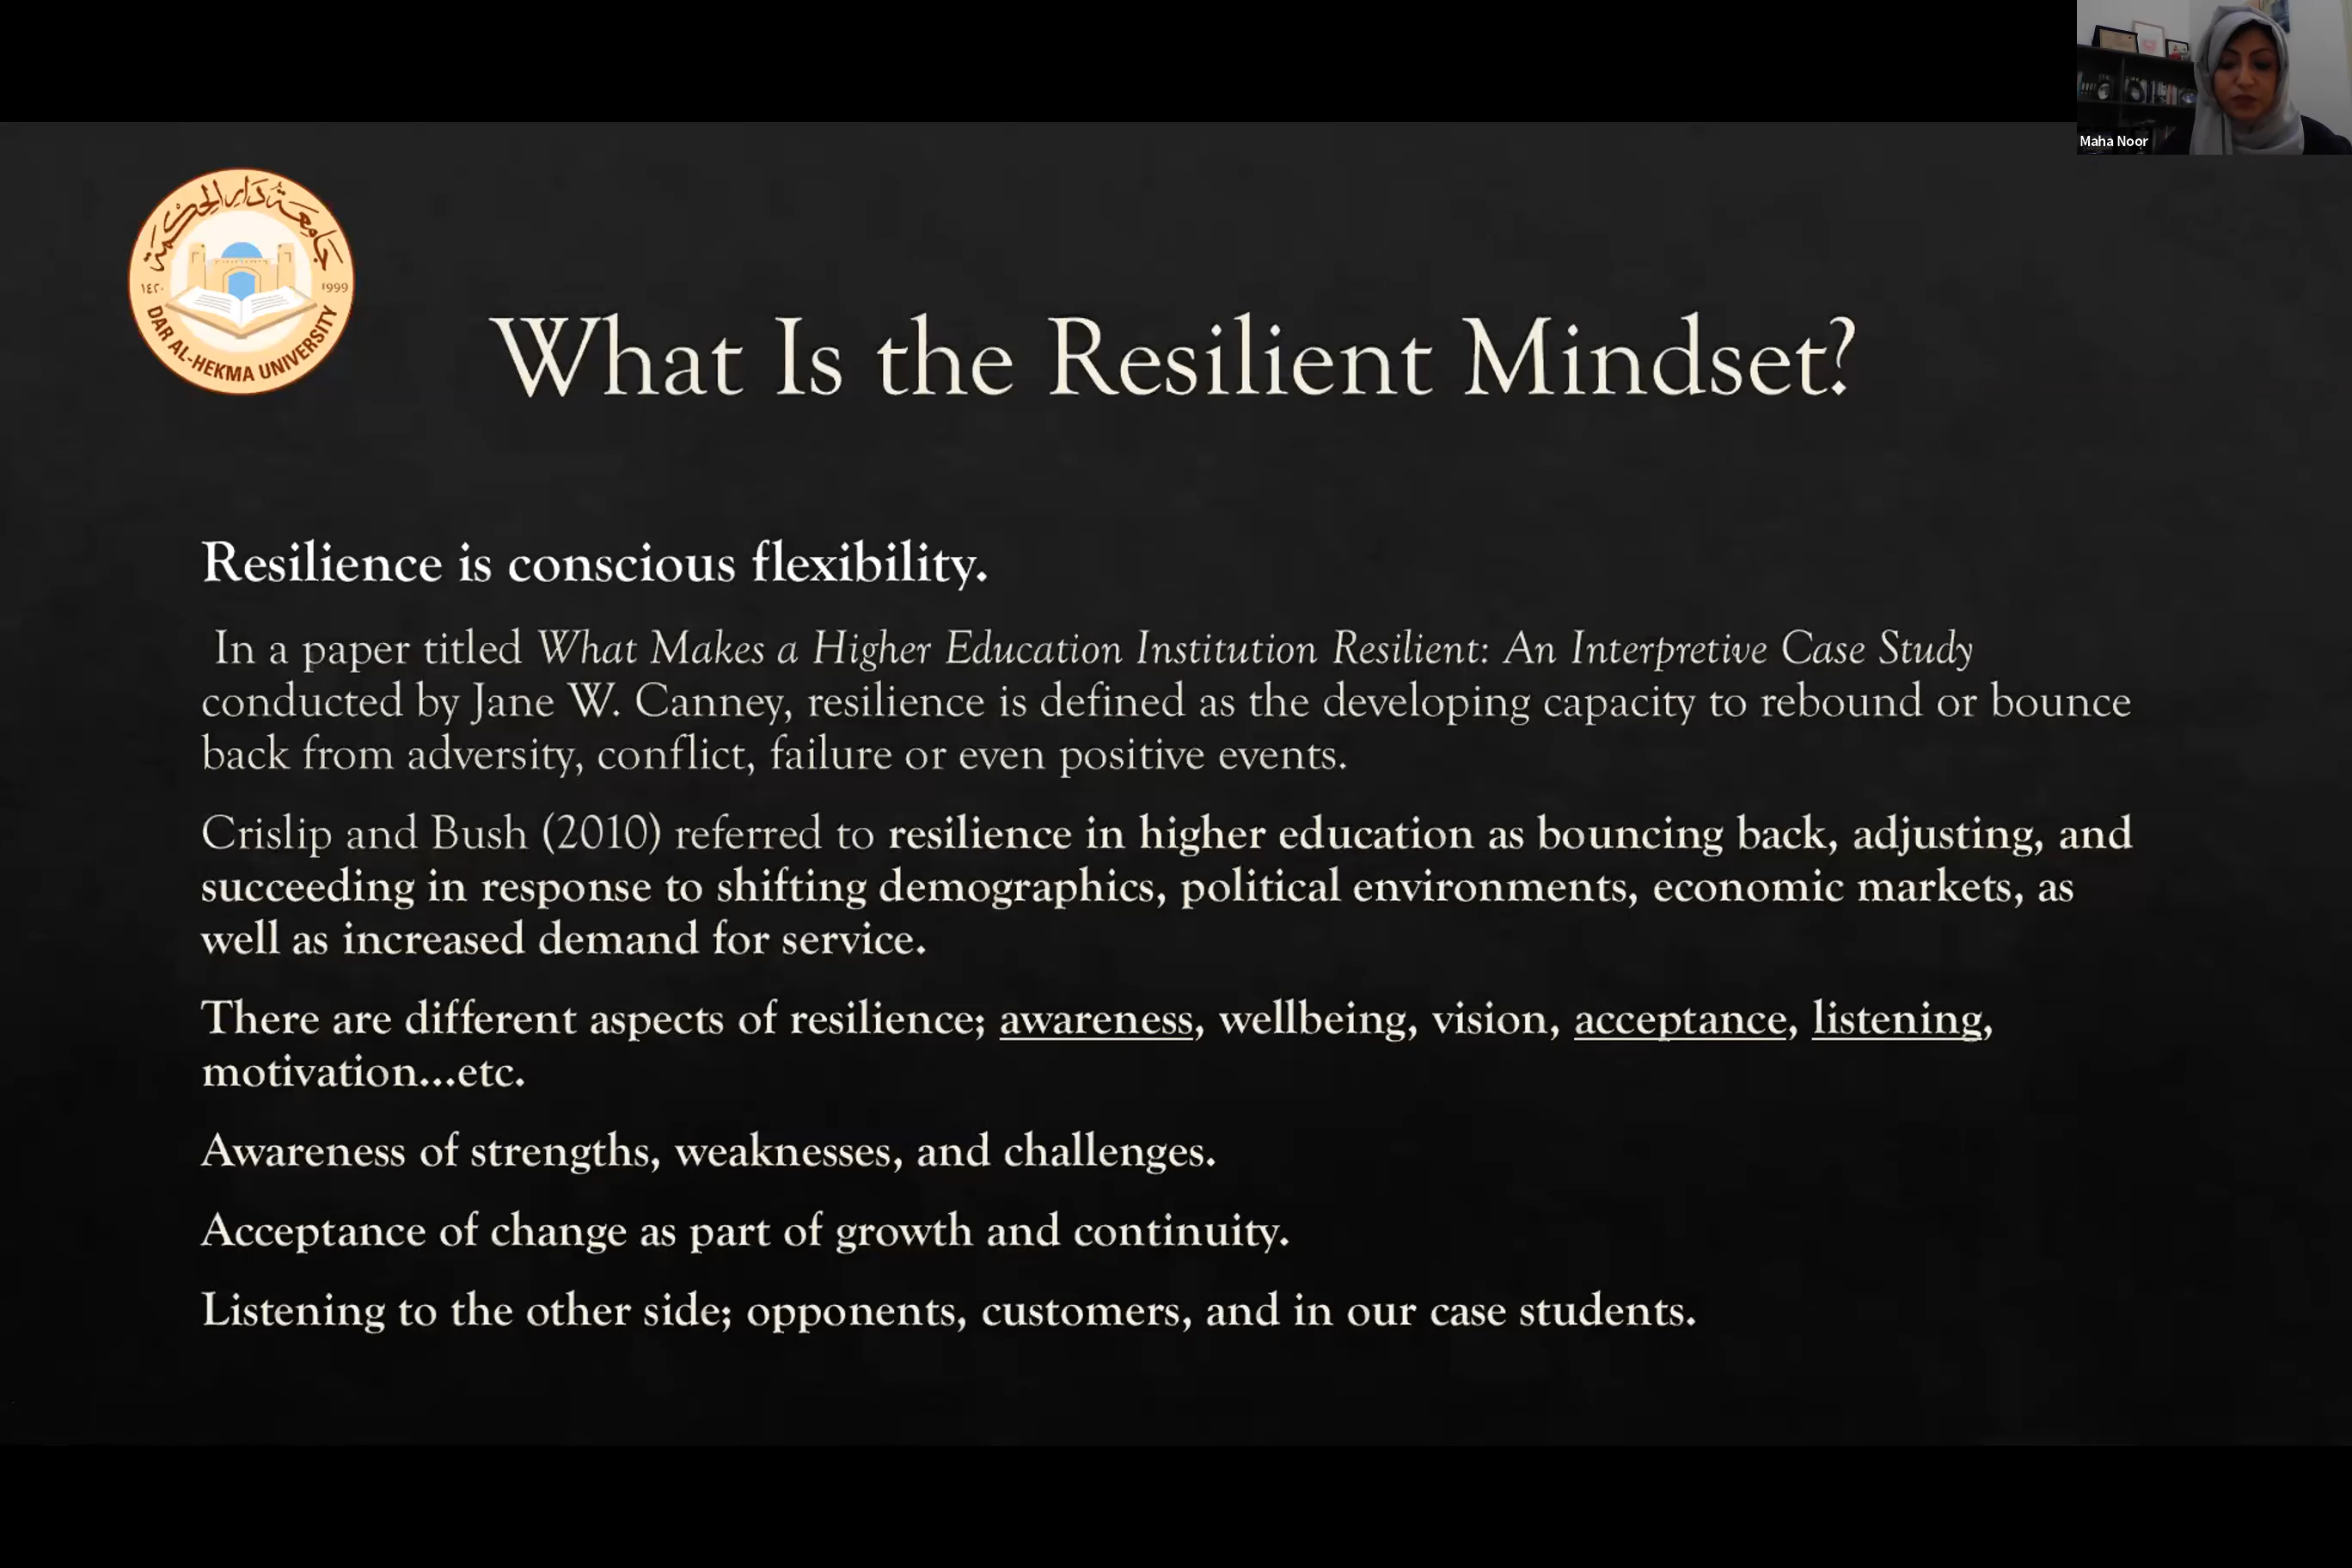 Maha Noor
جامعة دار الحكمة
١٤٢٠
1999
DAR AL-HEKMA UNIVERSITY
What Is the Resilient Mindset?
Resilience is conscious flexibility.
In a paper titled What Makes a Higher Education Institution Resilient: An Interpretive Case Study
conducted by Jane W. Canney, resilience is defined as the developing capacity to rebound or bounce
back from adversity, conflict, failure or even positive events.
Crislip and Bush (2010) referred to resilience in higher education as bouncing back, adjusting, and
succeeding in response to shifting demographics, political environments, economic markets, as
well as increased demand for service.
There are different aspects of resilience; awareness, wellbeing, vision, acceptance, listening,
motivation...etc.
Awareness of strengths, weaknesses, and challenges.
Acceptance of change as part of growth and continuity.
Listening to the other side; opponents, customers, and in our case students.